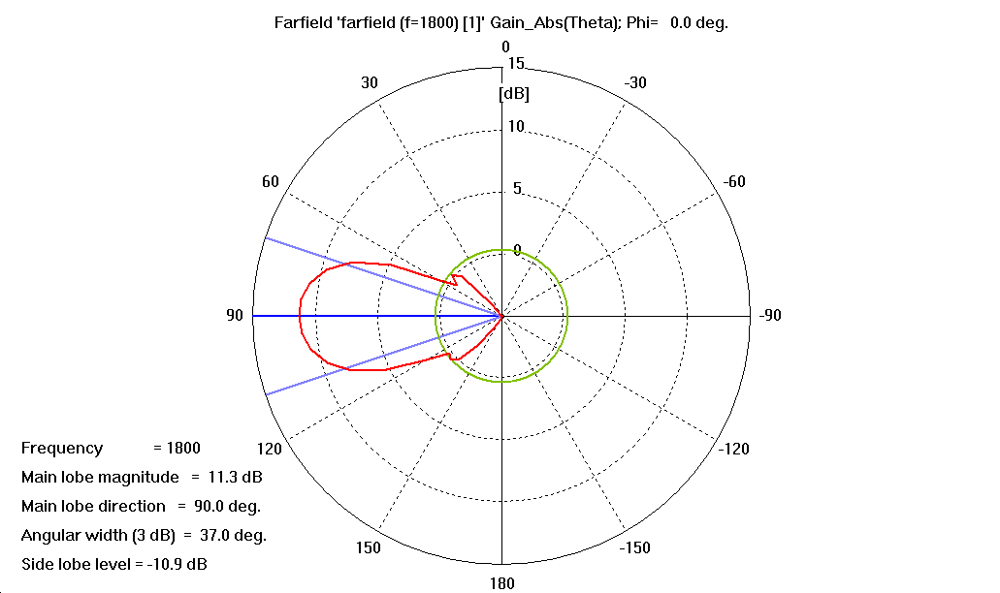 Farfield 'farfield (f=1800) [1]' Gain_Abs(Theta); Phi= 0.0 deg.
0
15
30
-30
[dB]
10
60
-60
5
0
90
-90
120
-120
150
-150
180
Frequency = 1800
Main lobe magnitude = 11.3 dB
Main lobe direction = 90.0 deg.
Angular width (3 dB) = 37.0 deg.
Side lobe level = -10.9 dB